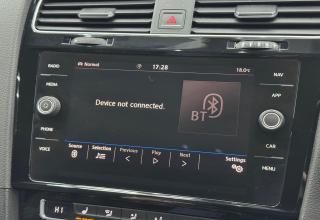 RADIO
Normal
17.28
18.0°C
NAV
MEDIA
APP
Device not connected.
BT
PHONE
CAR
VOICE
Source
Selection
Previous
Play
Next
Settings
MENU
HI